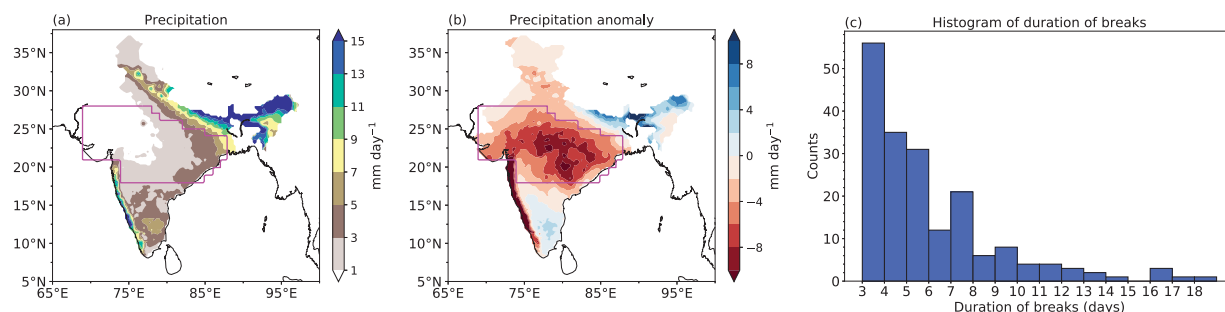 (a) Precipitation
35°N
30°N
25°N
20°N
15°N
10°N
5°N
65°E 75°E 85°E 95°E
15
13
11
9
7
5
3
1
mm day⁻¹
(b) Precipitation anomaly
35°N
30°N
25°N
20°N
15°N
10°N
5°N
65°E 75°E 85°E 95°E
8
4
0
−4
−8
mm day⁻¹
(c) Histogram of duration of breaks
50
40
30
20
10
0
Counts
3 4 5 6 7 8 9 10 11 12 13 14 15 16 17 18
Duration of breaks (days)